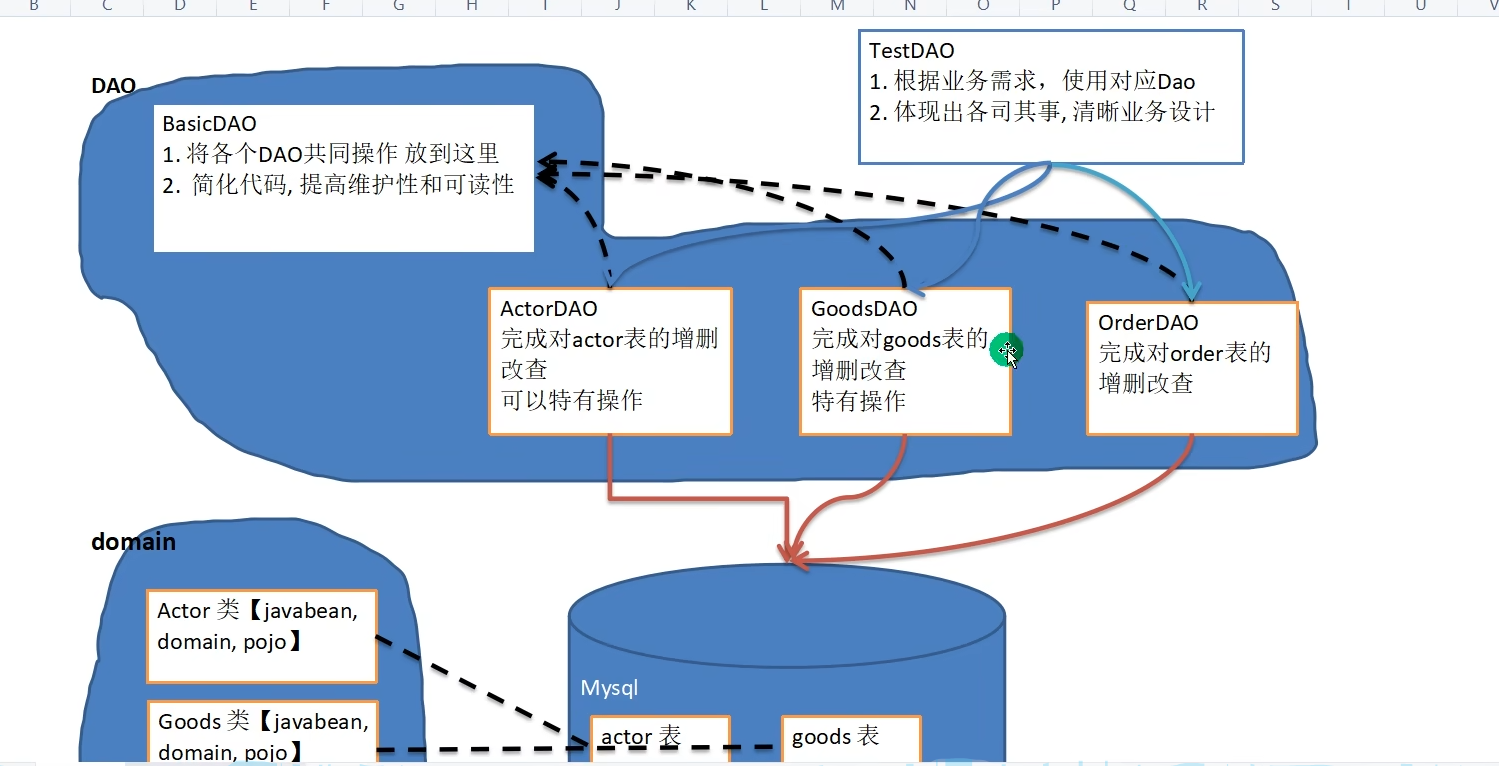 B C D E F G H I J K L M N O P Q R S T U V
DAO
BasicDAO
1. 将各个DAO共同操作 放到这里
2. 简化代码, 提高维护性和可读性
TestDAO
1. 根据业务需求，使用对应Dao
2. 体现出各司其事, 清晰业务设计
ActorDAO
完成对actor表的增删
改查
可以特有操作
GoodsDAO
完成对goods表的
增删改查
特有操作
OrderDAO
完成对order表的
增删改查
domain
Actor 类【javabean,
domain, pojo】
Goods 类【javabean,
domain, pojo】
Mysql
actor 表
goods 表